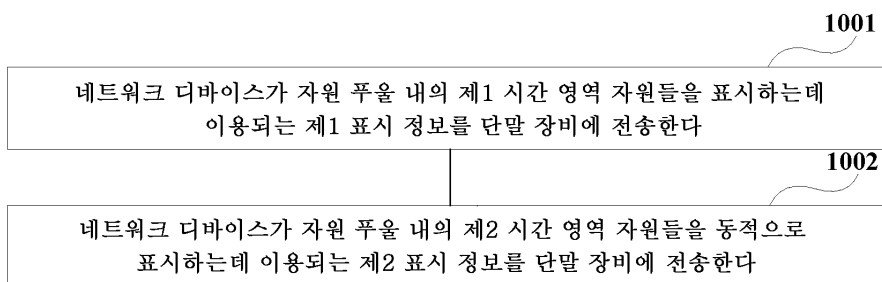 1001
네트워크 디바이스가 자원 푸울 내의 제1 시간 영역 자원들을 표시하는데
이용되는 제1 표시 정보를 단말 장비에 전송한다
1002
네트워크 디바이스가 자원 푸울 내의 제2 시간 영역 자원들을 동적으로
표시하는데 이용되는 제2 표시 정보를 단말 장비에 전송한다